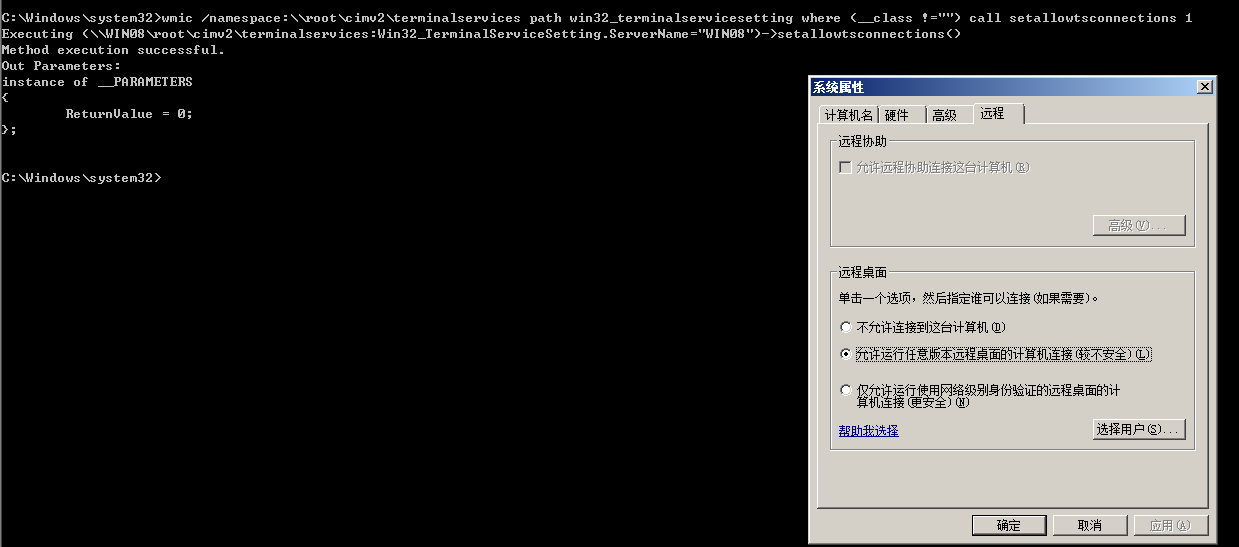 C:\Windows\system32>wmic /namespace:\\root\cimv2\terminalservices path win32_terminalservicesetting where (__class !="") call setallowtsconnections 1
Executing (\\WIN08\root\cimv2\terminalservices:Win32_TerminalServiceSetting.ServerName="WIN08")->setallowtsconnections()
Method execution successful.
Out Parameters:
instance of __PARAMETERS
{
ReturnValue = 0;
};
C:\Windows\system32>
系统属性
计算机名 硬件 高级 远程
远程协助
允许远程协助连接这台计算机(R)
高级(V)...
远程桌面
单击一个选项，然后指定谁可以连接(如果需要)。
不允许连接到这台计算机(D)
允许运行任意版本远程桌面的计算机连接(较不安全)(L)
仅允许运行使用网络级别身份验证的远程桌面的计
算机连接(更安全)(N)
帮助我选择
选择用户(S)...
确定 取消 应用(A)